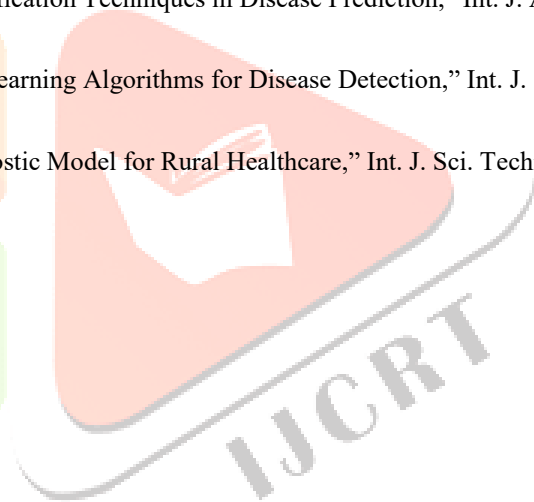 ification Techniques in Disease Prediction,” Int. J. A
earning Algorithms for Disease Detection,” Int. J.
ostic Model for Rural Healthcare,” Int. J. Sci. Tech
IJCRT